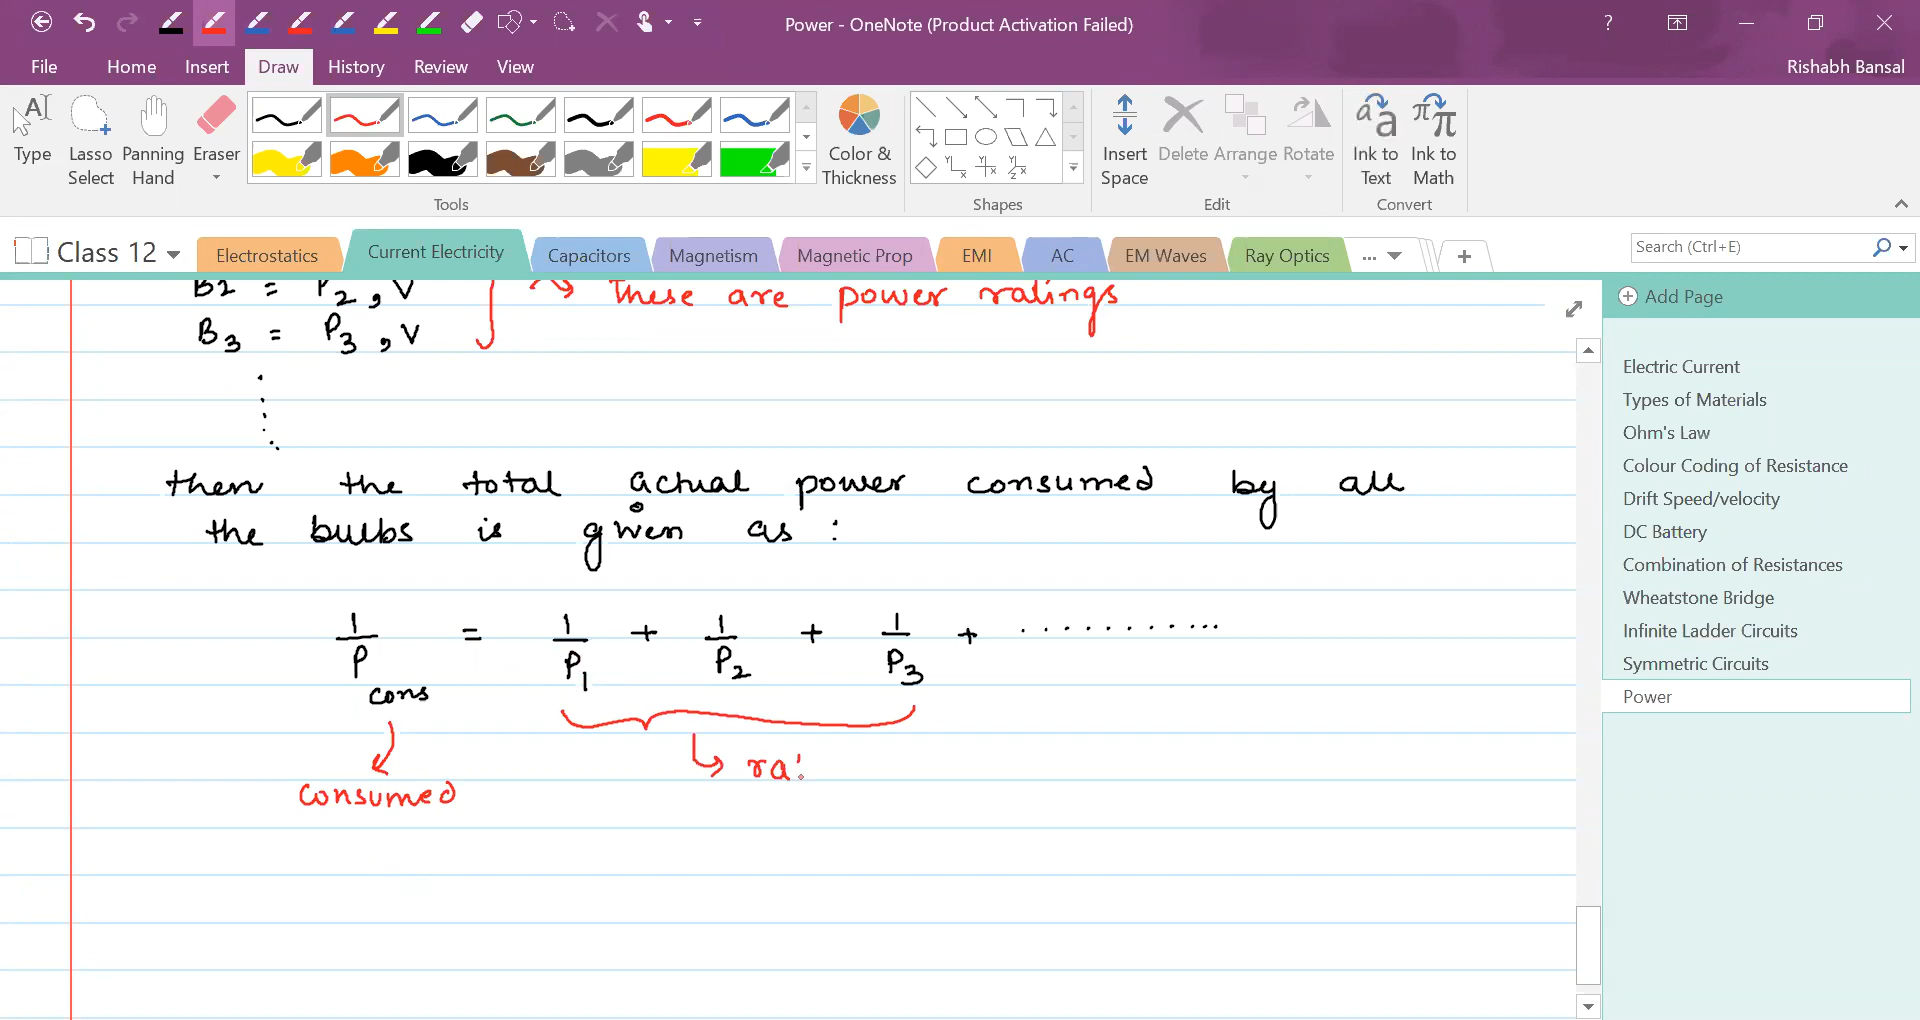 Power - OneNote (Product Activation Failed)
?
File Home Insert Draw History Review View
Rishabh Bansal
Type
Lasso Select
Panning Hand
Eraser
Color & Thickness
Insert Space
Delete
Arrange
Rotate
Ink to Text
Ink to Math
Tools
Shapes
Edit
Convert
Class 12
Electrostatics
Current Electricity
Capacitors
Magnetism
Magnetic Prop
EMI
AC
EM Waves
Ray Optics
...
+
Search (Ctrl+E)
Add Page
Electric Current
Types of Materials
Ohm's Law
Colour Coding of Resistance
Drift Speed/velocity
DC Battery
Combination of Resistances
Wheatstone Bridge
Infinite Ladder Circuits
Symmetric Circuits
Power
B2 = P2, V
these are power ratings
B3 = P3, V
then the total actual power consumed by all
the bulbs is given as :
1/P cons = 1/P1 + 1/P2 + 1/P3 + ............
consumed